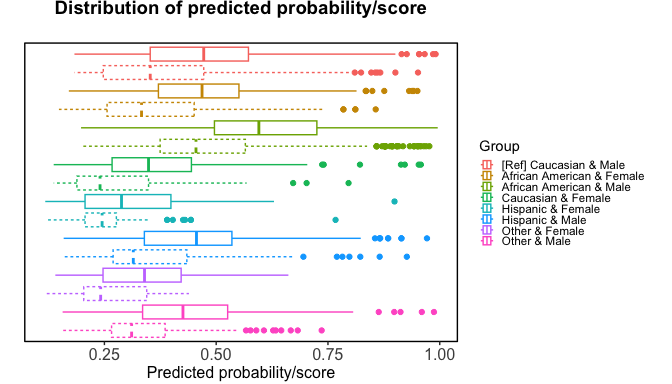 Distribution of predicted probability/score
Group
[Ref] Caucasian & Male
African American & Female
African American & Male
Caucasian & Female
Hispanic & Female
Hispanic & Male
Other & Female
Other & Male
0.25 0.50 0.75 1.00
Predicted probability/score